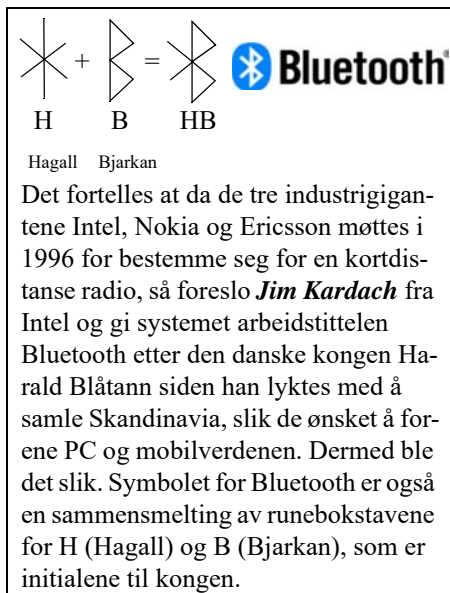 + = Bluetooth®
H B HB
Hagall Bjarkan
Det fortelles at da de tre industrigigan-
tene Intel, Nokia og Ericsson møttes i
1996 for bestemme seg for en kortdis-
tanse radio, så foreslo Jim Kardach fra
Intel og gi systemet arbeidstittelen
Bluetooth etter den danske kongen Ha-
rald Blåtann siden han lyktes med å
samle Skandinavia, slik de ønsket å for-
ene PC og mobilverdenen. Dermed ble
det slik. Symbolet for Bluetooth er også
en sammensmelting av runebokstavene
for H (Hagall) og B (Bjarkan), som er
initialene til kongen.